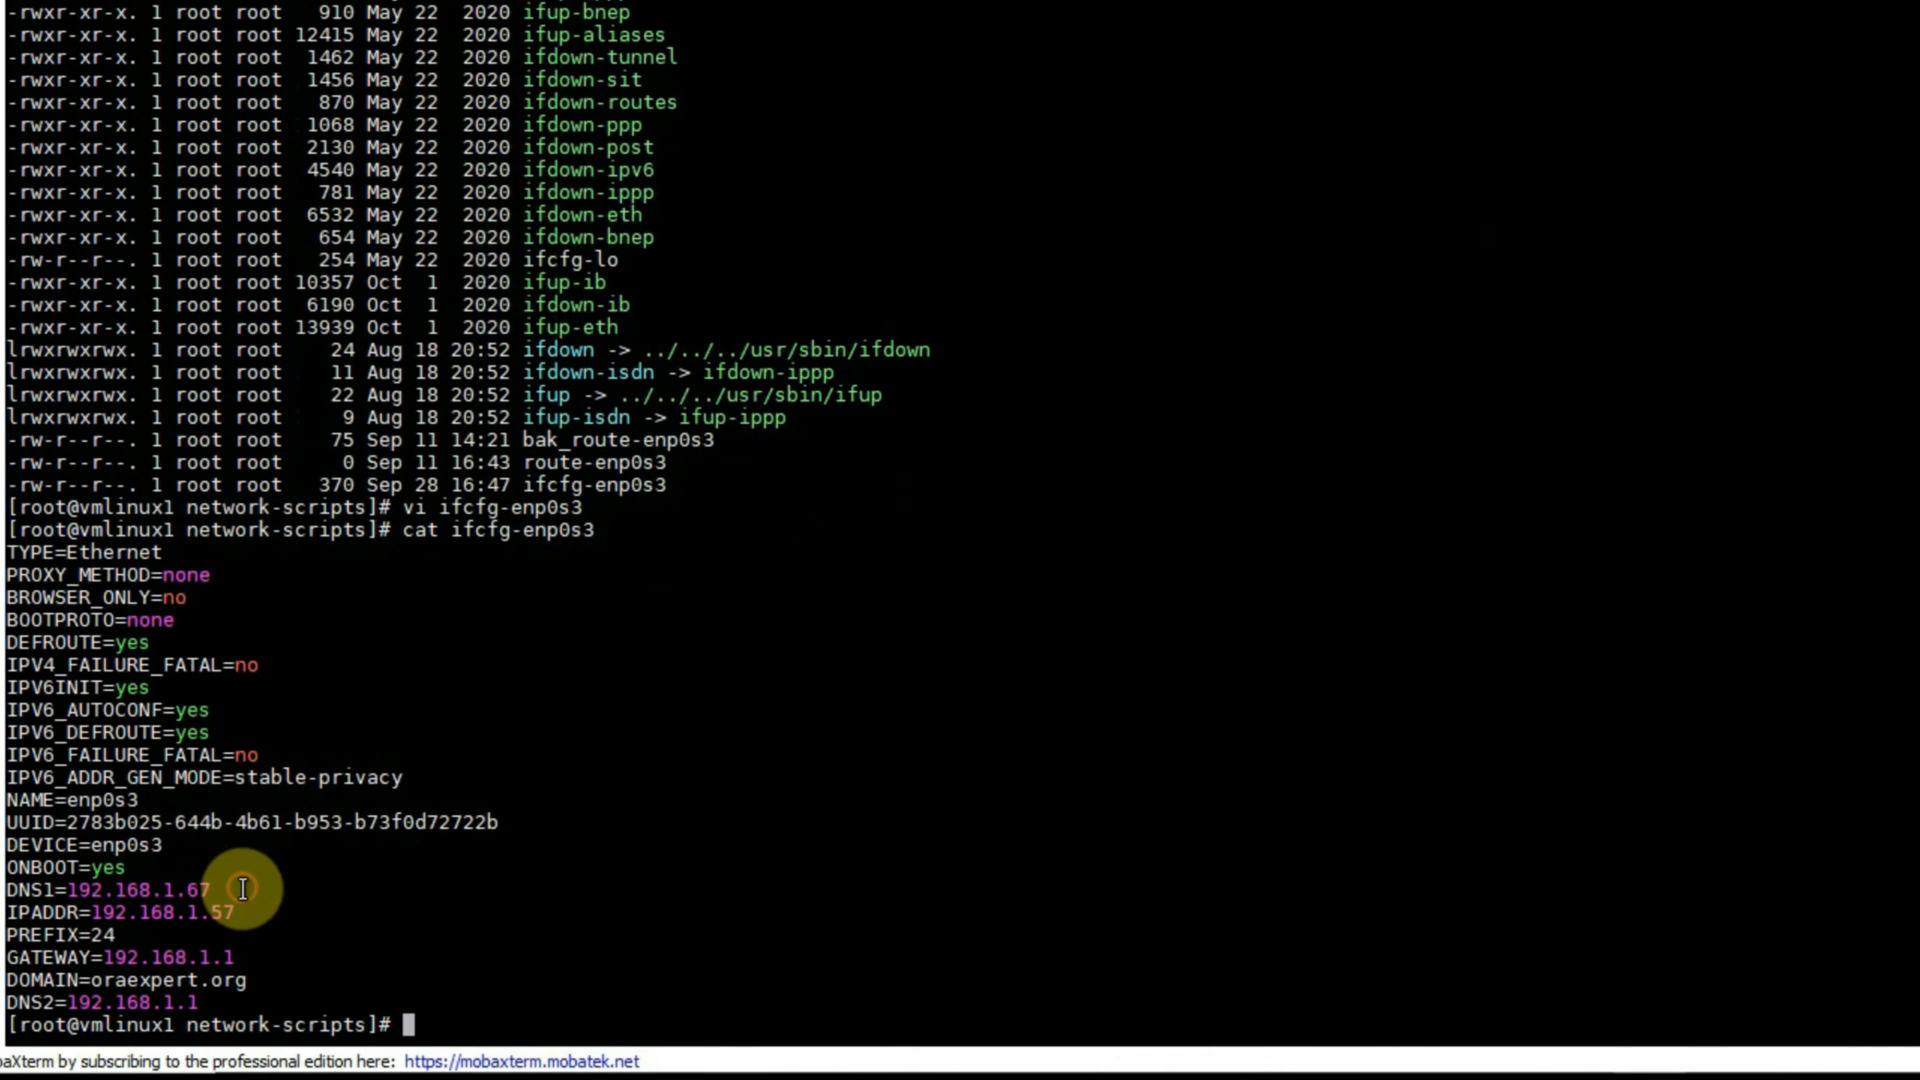 -rwxr-xr-x. 1 root root   910 May 22  2020 ifup-bnep
-rwxr-xr-x. 1 root root 12415 May 22  2020 ifup-aliases
-rwxr-xr-x. 1 root root  1462 May 22  2020 ifdown-tunnel
-rwxr-xr-x. 1 root root  1456 May 22  2020 ifdown-sit
-rwxr-xr-x. 1 root root   870 May 22  2020 ifdown-routes
-rwxr-xr-x. 1 root root  1068 May 22  2020 ifdown-ppp
-rwxr-xr-x. 1 root root  2130 May 22  2020 ifdown-post
-rwxr-xr-x. 1 root root  4540 May 22  2020 ifdown-ipv6
-rwxr-xr-x. 1 root root   781 May 22  2020 ifdown-ippp
-rwxr-xr-x. 1 root root  6532 May 22  2020 ifdown-eth
-rwxr-xr-x. 1 root root   654 May 22  2020 ifdown-bnep
-rw-r--r--. 1 root root   254 May 22  2020 ifcfg-lo
-rwxr-xr-x. 1 root root 10357 Oct  1  2020 ifup-ib
-rwxr-xr-x. 1 root root  6190 Oct  1  2020 ifdown-ib
-rwxr-xr-x. 1 root root 13939 Oct  1  2020 ifup-eth
lrwxrwxrwx. 1 root root    24 Aug 18 20:52 ifdown -> ../../../usr/sbin/ifdown
lrwxrwxrwx. 1 root root    11 Aug 18 20:52 ifdown-isdn -> ifdown-ippp
lrwxrwxrwx. 1 root root    22 Aug 18 20:52 ifup -> ../../../usr/sbin/ifup
lrwxrwxrwx. 1 root root     9 Aug 18 20:52 ifup-isdn -> ifup-ippp
-rw-r--r--. 1 root root    75 Sep 11 14:21 bak_route-enp0s3
-rw-r--r--. 1 root root     0 Sep 11 16:43 route-enp0s3
-rw-r--r--. 1 root root   370 Sep 28 16:47 ifcfg-enp0s3
[root@vmlinux1 network-scripts]# vi ifcfg-enp0s3
[root@vmlinux1 network-scripts]# cat ifcfg-enp0s3
TYPE=Ethernet
PROXY_METHOD=none
BROWSER_ONLY=no
BOOTPROTO=none
DEFROUTE=yes
IPV4_FAILURE_FATAL=no
IPV6INIT=yes
IPV6_AUTOCONF=yes
IPV6_DEFROUTE=yes
IPV6_FAILURE_FATAL=no
IPV6_ADDR_GEN_MODE=stable-privacy
NAME=enp0s3
UUID=2783b025-644b-4b61-b953-b73f0d72722b
DEVICE=enp0s3
ONBOOT=yes
DNS1=192.168.1.67
IPADDR=192.168.1.57
PREFIX=24
GATEWAY=192.168.1.1
DOMAIN=oraexpert.org
DNS2=192.168.1.1
[root@vmlinux1 network-scripts]#
baXterm by subscribing to the professional edition here: https://mobaxterm.mobatek.net